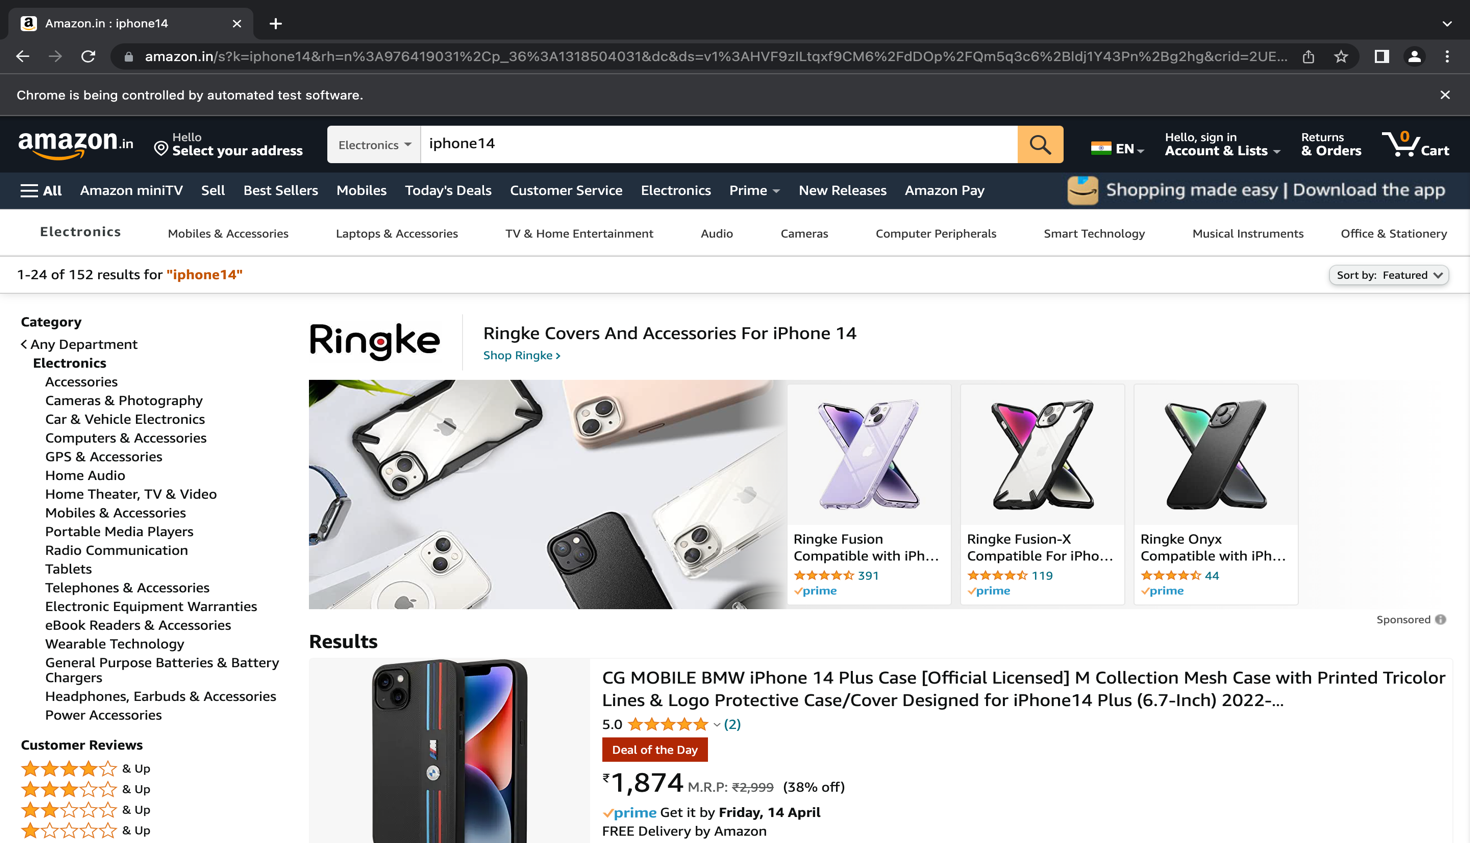 Amazon.in : iphone14
amazon.in/s?k=iphone14&rh=n%3A976419031%2Cp_36%3A1318504031&dc&ds=v1%3AHVF9zILtqxf9CM6%2FdDOp%2FQm5q3c6%2Bldj1Y43Pn%2Bg2hg&crid=2UE...
Chrome is being controlled by automated test software.
amazon.in
Hello
Select your address
Electronics
iphone14
EN
Hello, sign in
Account & Lists
Returns
& Orders
0
Cart
All
Amazon miniTV
Sell
Best Sellers
Mobiles
Today's Deals
Customer Service
Electronics
Prime
New Releases
Amazon Pay
Shopping made easy | Download the app
Electronics
Mobiles & Accessories
Laptops & Accessories
TV & Home Entertainment
Audio
Cameras
Computer Peripherals
Smart Technology
Musical Instruments
Office & Stationery
1-24 of 152 results for "iphone14"
Sort by: Featured
Category
Any Department
Electronics
Accessories
Cameras & Photography
Car & Vehicle Electronics
Computers & Accessories
GPS & Accessories
Home Audio
Home Theater, TV & Video
Mobiles & Accessories
Portable Media Players
Radio Communication
Tablets
Telephones & Accessories
Electronic Equipment Warranties
eBook Readers & Accessories
Wearable Technology
General Purpose Batteries & Battery
Chargers
Headphones, Earbuds & Accessories
Power Accessories
Customer Reviews
& Up
& Up
& Up
& Up
Ringke
Ringke Covers And Accessories For iPhone 14
Shop Ringke ›
Ringke Fusion
Compatible with iPh...
391
prime
Ringke Fusion-X
Compatible For iPho...
119
prime
Ringke Onyx
Compatible with iPh...
44
prime
Sponsored
Results
CG MOBILE BMW iPhone 14 Plus Case [Official Licensed] M Collection Mesh Case with Printed Tricolor
Lines & Logo Protective Case/Cover Designed for iPhone14 Plus (6.7-Inch) 2022-...
5.0 (2)
Deal of the Day
₹1,874 M.R.P: ₹2,999 (38% off)
prime Get it by Friday, 14 April
FREE Delivery by Amazon